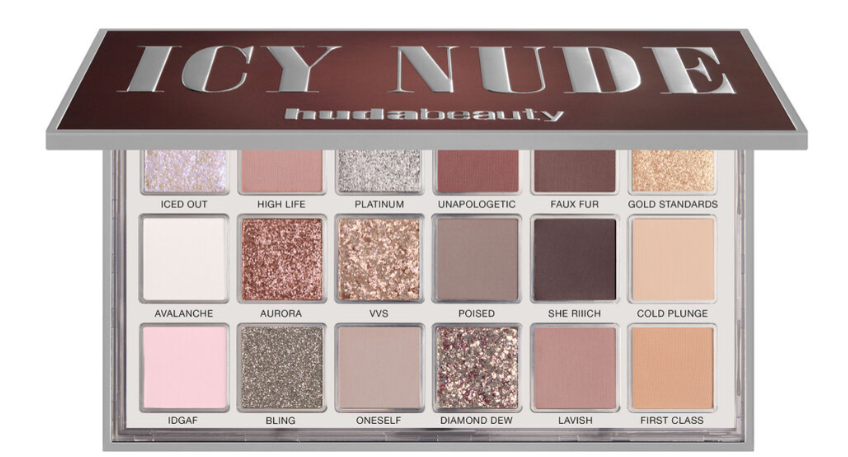 ICY NUDE
hudabeauty
ICED OUT HIGH LIFE PLATINUM UNAPOLOGETIC FAUX FUR GOLD STANDARDS
AVALANCHE AURORA VVS POISED SHE RIIICH COLD PLUNGE
IDGAF BLING ONESELF DIAMOND DEW LAVISH FIRST CLASS